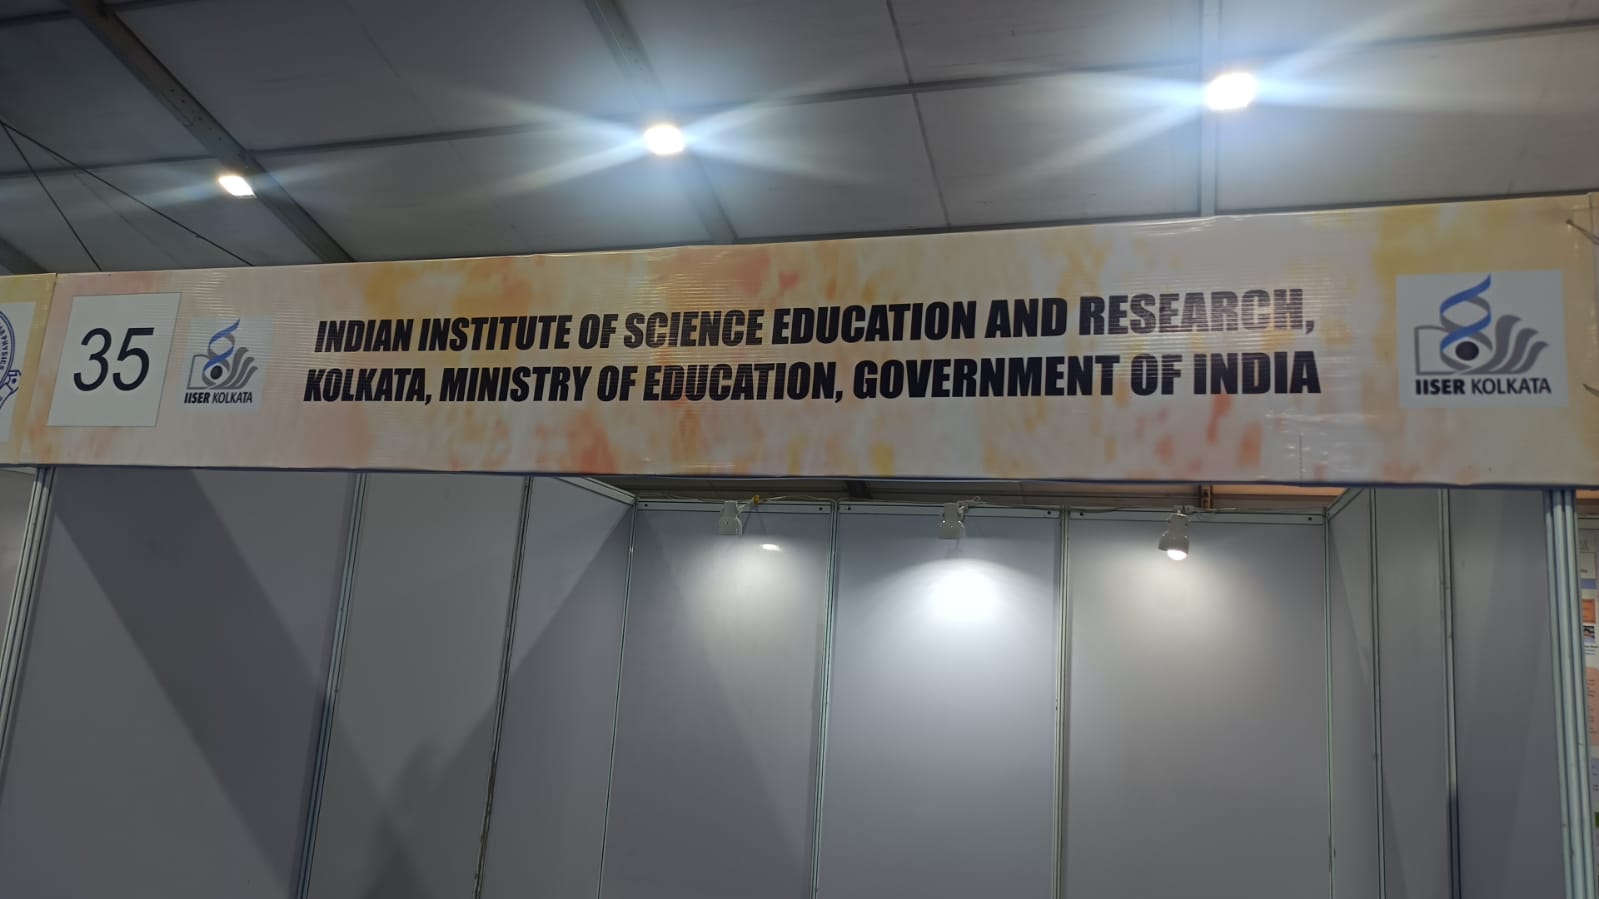 35
IISER KOLKATA
INDIAN INSTITUTE OF SCIENCE EDUCATION AND RESEARCH,
KOLKATA, MINISTRY OF EDUCATION, GOVERNMENT OF INDIA
IISER KOLKATA